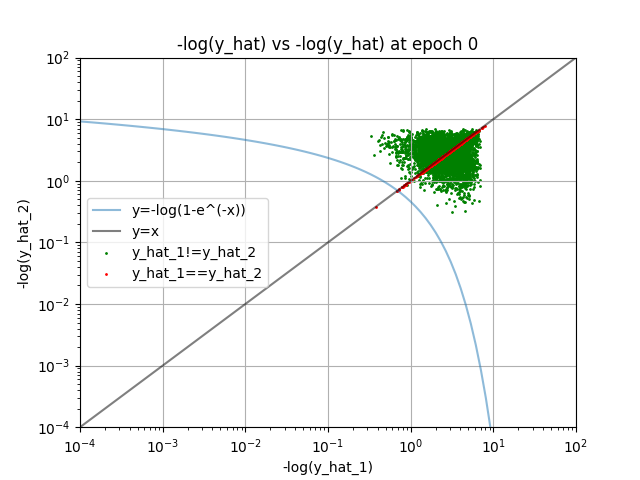 -log(y_hat) vs -log(y_hat) at epoch 0
-log(y_hat_2)
10^2
10^1
10^0
10^-1
10^-2
10^-3
10^-4
y=-log(1-e^(-x))
y=x
y_hat_1!=y_hat_2
y_hat_1==y_hat_2
10^-4 10^-3 10^-2 10^-1 10^0 10^1 10^2
-log(y_hat_1)